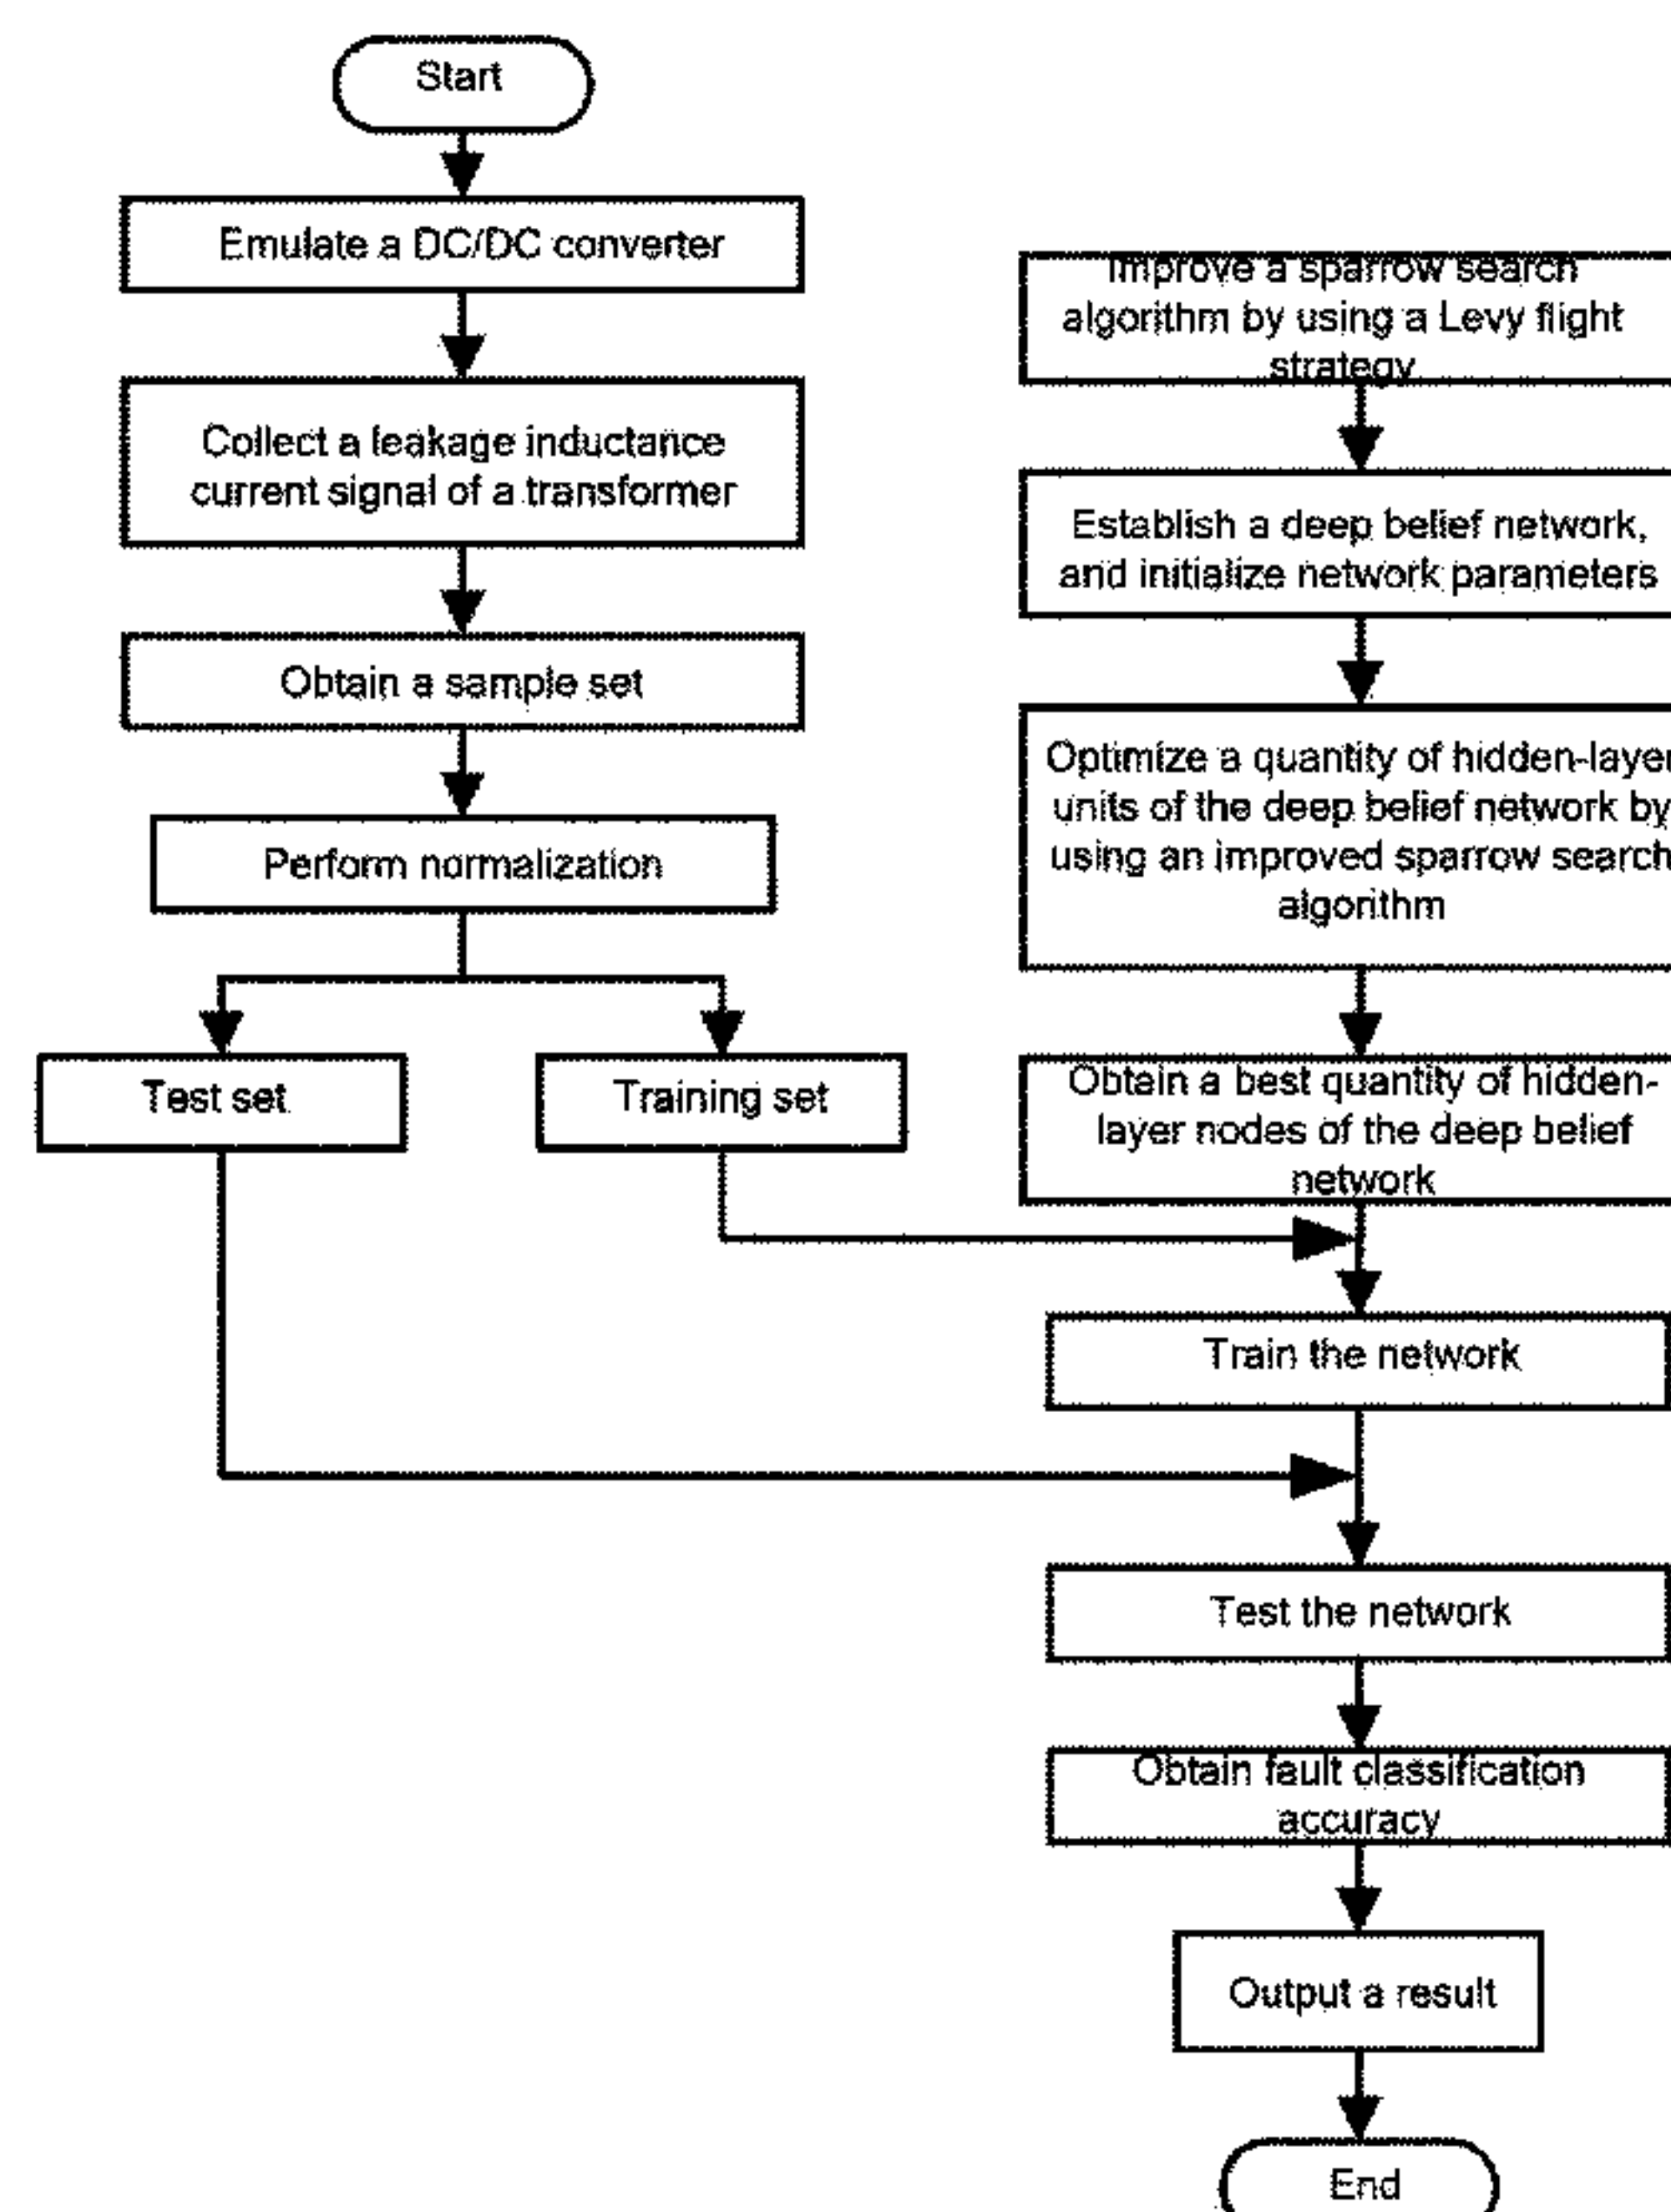 Start
Emulate a DC/DC converter
Collect a leakage inductance
current signal of a transformer
Obtain a sample set
Perform normalization
Test set
Training set
Improve a sparrow search
algorithm by using a Levy flight
strategy
Establish a deep belief network,
and initialize network parameters
Optimize a quantity of hidden-layer
units of the deep belief network by
using an improved sparrow search
algorithm
Obtain a best quantity of hidden-
layer nodes of the deep belief
network
Train the network
Test the network
Obtain fault classification
accuracy
Output a result
End